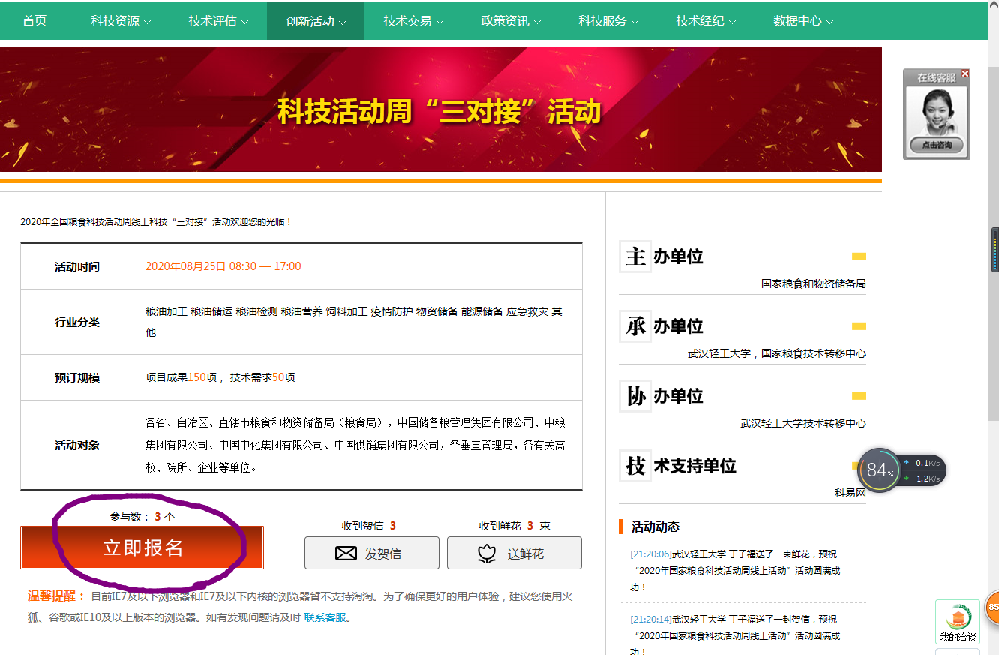 首页 科技资源 技术评估 创新活动 技术交易 政策资讯 科技服务 技术经纪 数据中心
科技活动周“三对接”活动
在线客服
点击咨询
2020年全国粮食科技活动周线上科技“三对接”活动欢迎您的光临！
活动时间 2020年08月25日 08:30 — 17:00
行业分类 粮油加工 粮油储运 粮油检测 粮油营养 饲料加工 疫情防护 物资储备 能源储备 应急救灾 其
他
预订规模 项目成果150项， 技术需求50项
活动对象 各省、自治区、直辖市粮食和物资储备局（粮食局），中国储备粮管理集团有限公司、中粮
集团有限公司、中国中化集团有限公司、中国供销集团有限公司，各垂直管理局，各有关高
校、院所、企业等单位。
参与数： 3 个
立即报名
收到贺信 3
发贺信
收到鲜花 3 束
送鲜花
温馨提醒： 目前IE7及以下浏览器和IE7及以下内核的浏览器暂不支持淘淘。为了确保更好的用户体验，建议您使用火
狐、谷歌或IE10及以上版本的浏览器。如有发现问题请及时 联系客服。
主办单位
国家粮食和物资储备局
承办单位
武汉轻工大学，国家粮食技术转移中心
协办单位
武汉轻工大学技术转移中心
技术支持单位
科易网
84%
0.1K/s
1.2K/s
活动动态
[21:20:06]武汉轻工大学 丁子福送了一束鲜花，预祝
“2020年国家粮食科技活动周线上活动”活动圆满成
功！
[21:20:14]武汉轻工大学 丁子福送了一封贺信，预祝
“2020年国家粮食科技活动周线上活动”活动圆满成
功！
85
我的洽谈